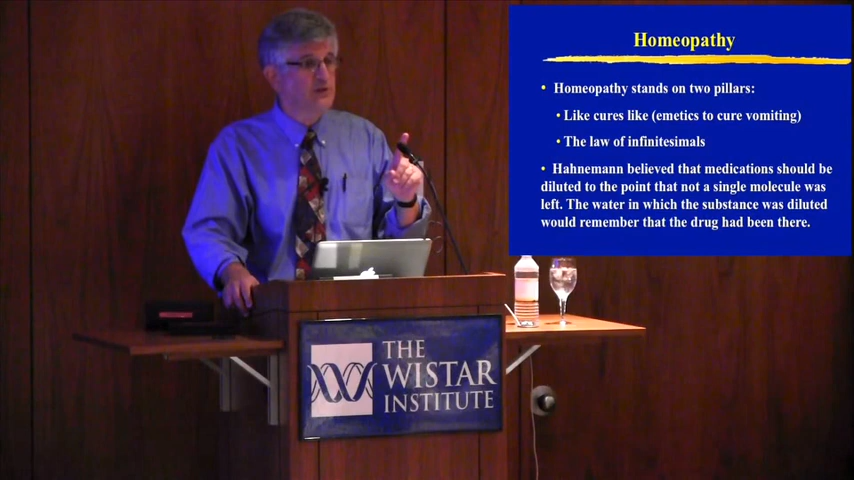 Homeopathy
• Homeopathy stands on two pillars:
• Like cures like (emetics to cure vomiting)
• The law of infinitesimals
• Hahnemann believed that medications should be
diluted to the point that not a single molecule was
left. The water in which the substance was diluted
would remember that the drug had been there.
THE
WISTAR
INSTITUTE